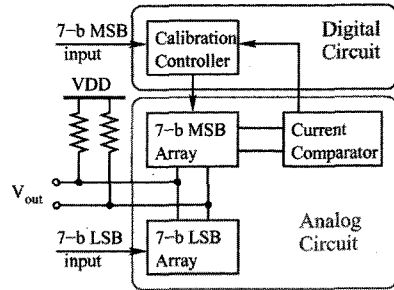 7-b MSB
input
Calibration
Controller
Digital
Circuit
VDD
7-b MSB
Array
Current
Comparator
Vout
7-b LSB
input
7-b LSB
Array
Analog
Circuit